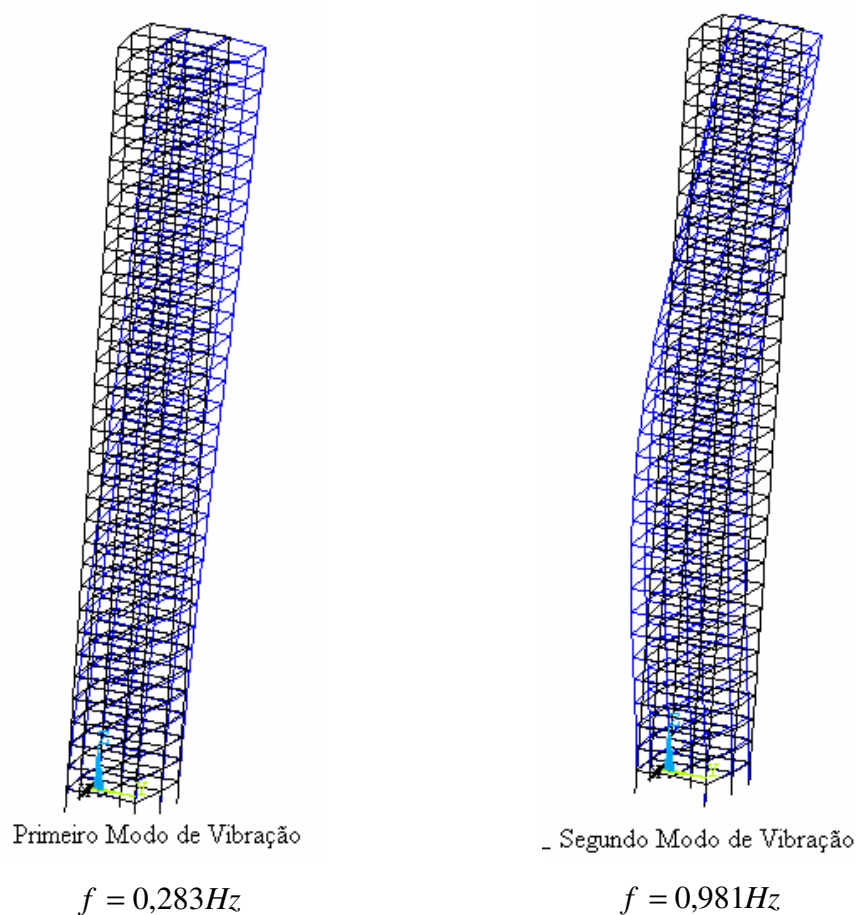 Primeiro Modo de Vibração
_ Segundo Modo de Vibração
f = 0,283Hz
f = 0,981Hz